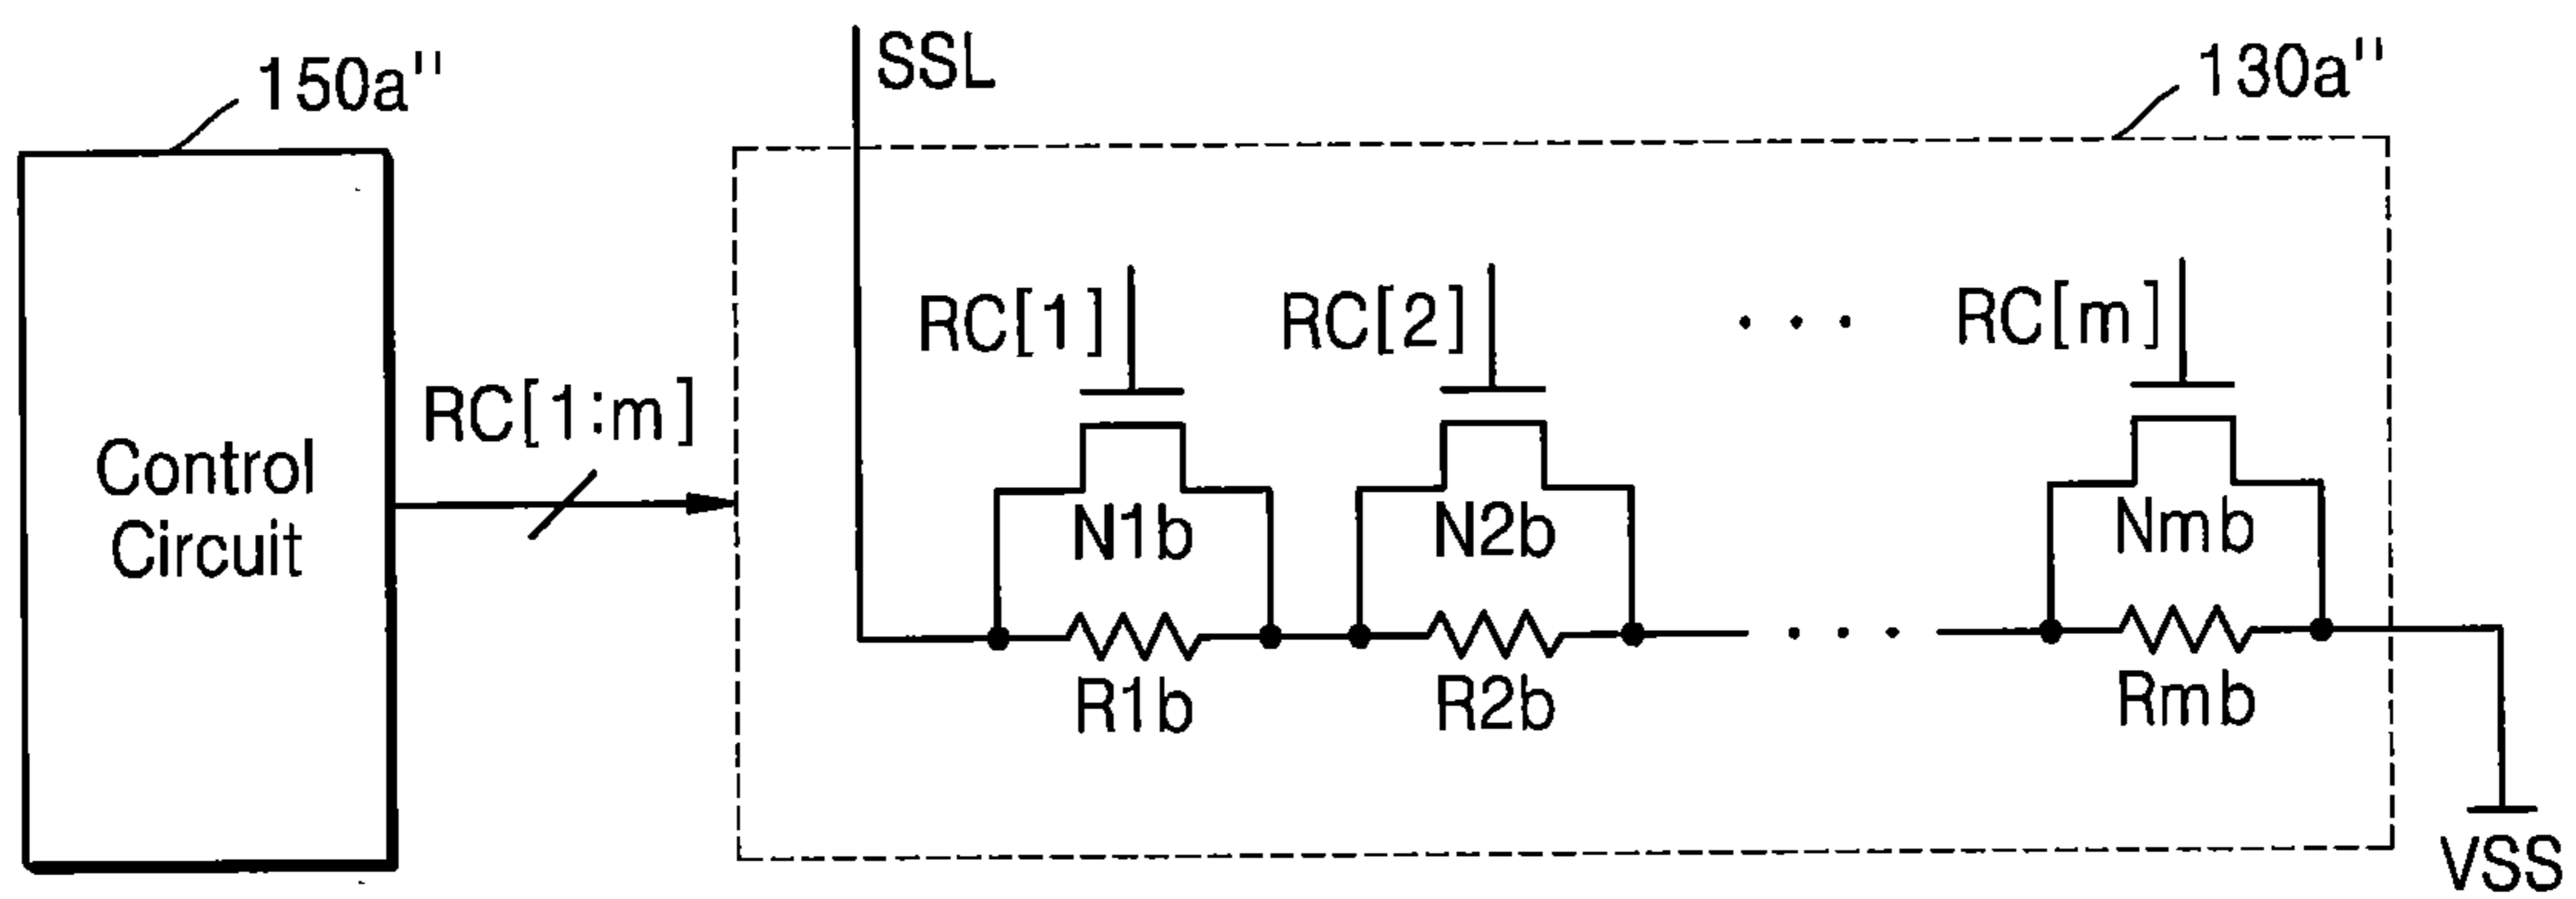 150a''
SSL
130a''
Control
Circuit
RC[1:m]
RC[1]
RC[2]
. . .
RC[m]
N1b
N2b
Nmb
. . .
R1b
R2b
Rmb
VSS